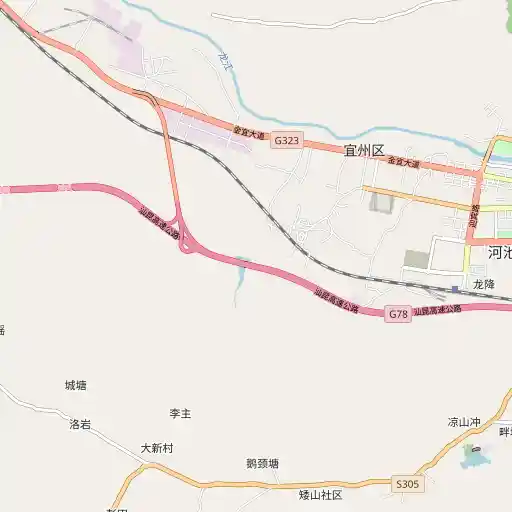 龙江
金宜大道
G323
宜州区
金宜大道
汕昆高速公路
河池
龙降
汕昆高速公路
G78
汕昆高速公路
城塘
李主
洛岩
凉山冲
大新村
鹅颈塘
S305
矮山社区